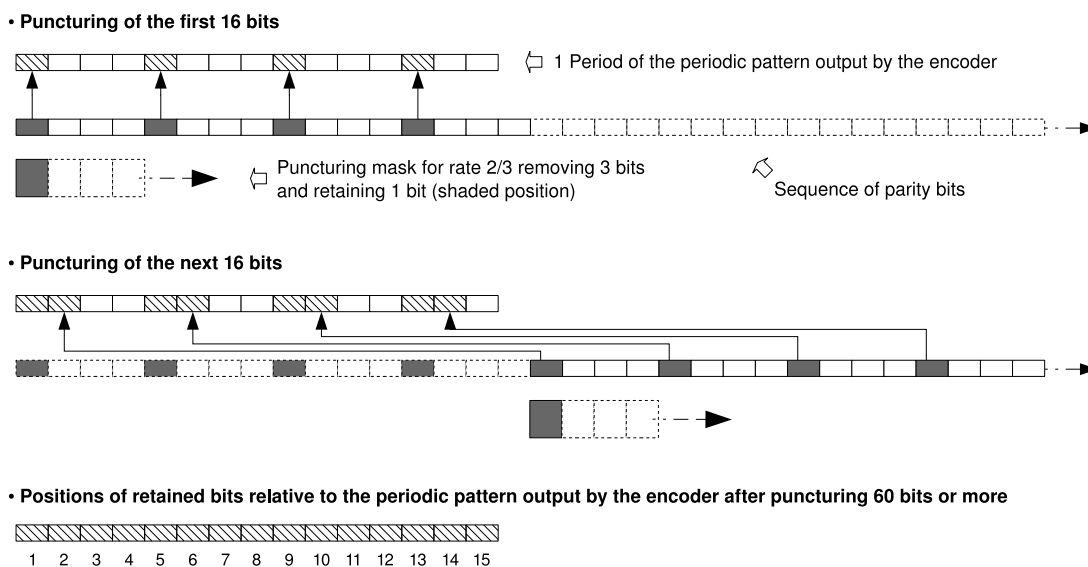 • Puncturing of the first 16 bits
1 Period of the periodic pattern output by the encoder
Puncturing mask for rate 2/3 removing 3 bits
and retaining 1 bit (shaded position)
Sequence of parity bits
• Puncturing of the next 16 bits
• Positions of retained bits relative to the periodic pattern output by the encoder after puncturing 60 bits or more
1 2 3 4 5 6 7 8 9 10 11 12 13 14 15